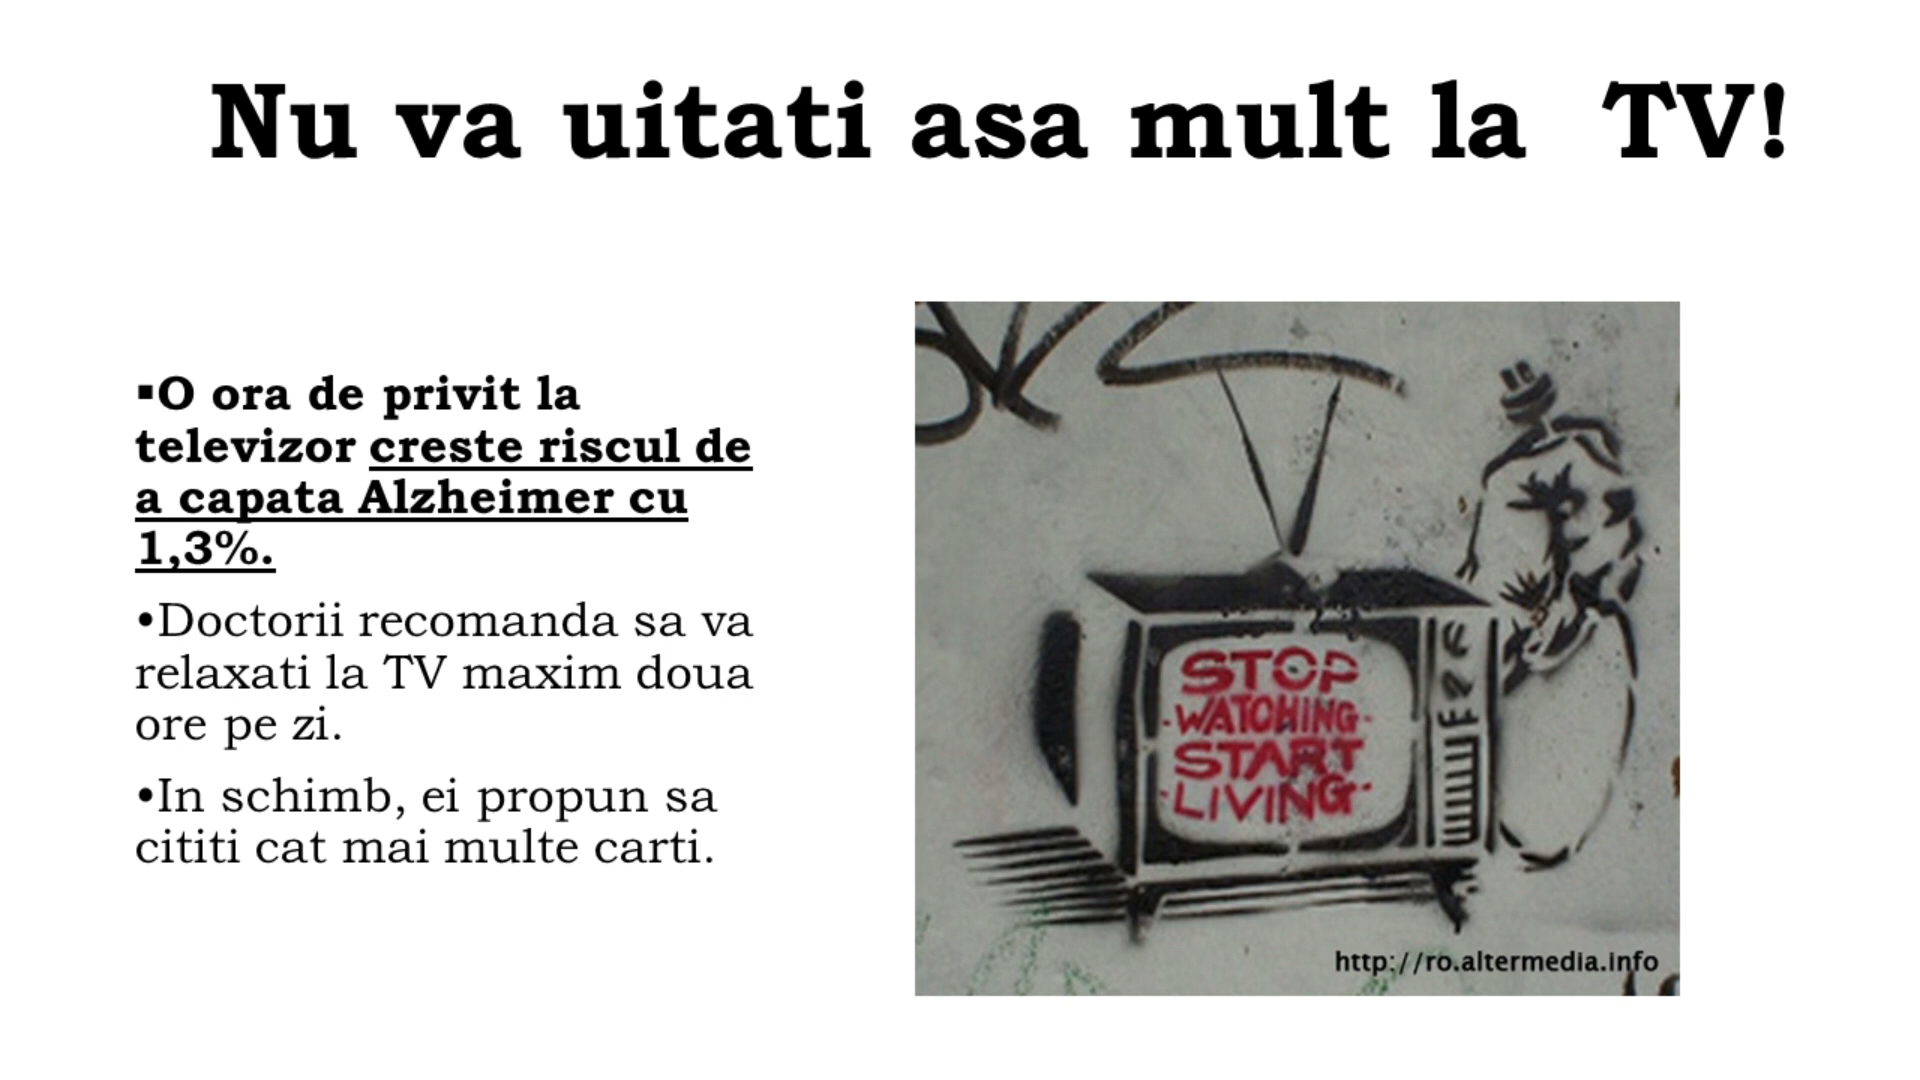 Nu va uitati asa mult la TV!
▪O ora de privit la
televizor creste riscul de
a capata Alzheimer cu
1,3%.
•Doctorii recomanda sa va
relaxati la TV maxim doua
ore pe zi.
•In schimb, ei propun sa
cititi cat mai multe carti.
STOP
-WATCHING-
START
-LIVING-
http://ro.altermedia.info